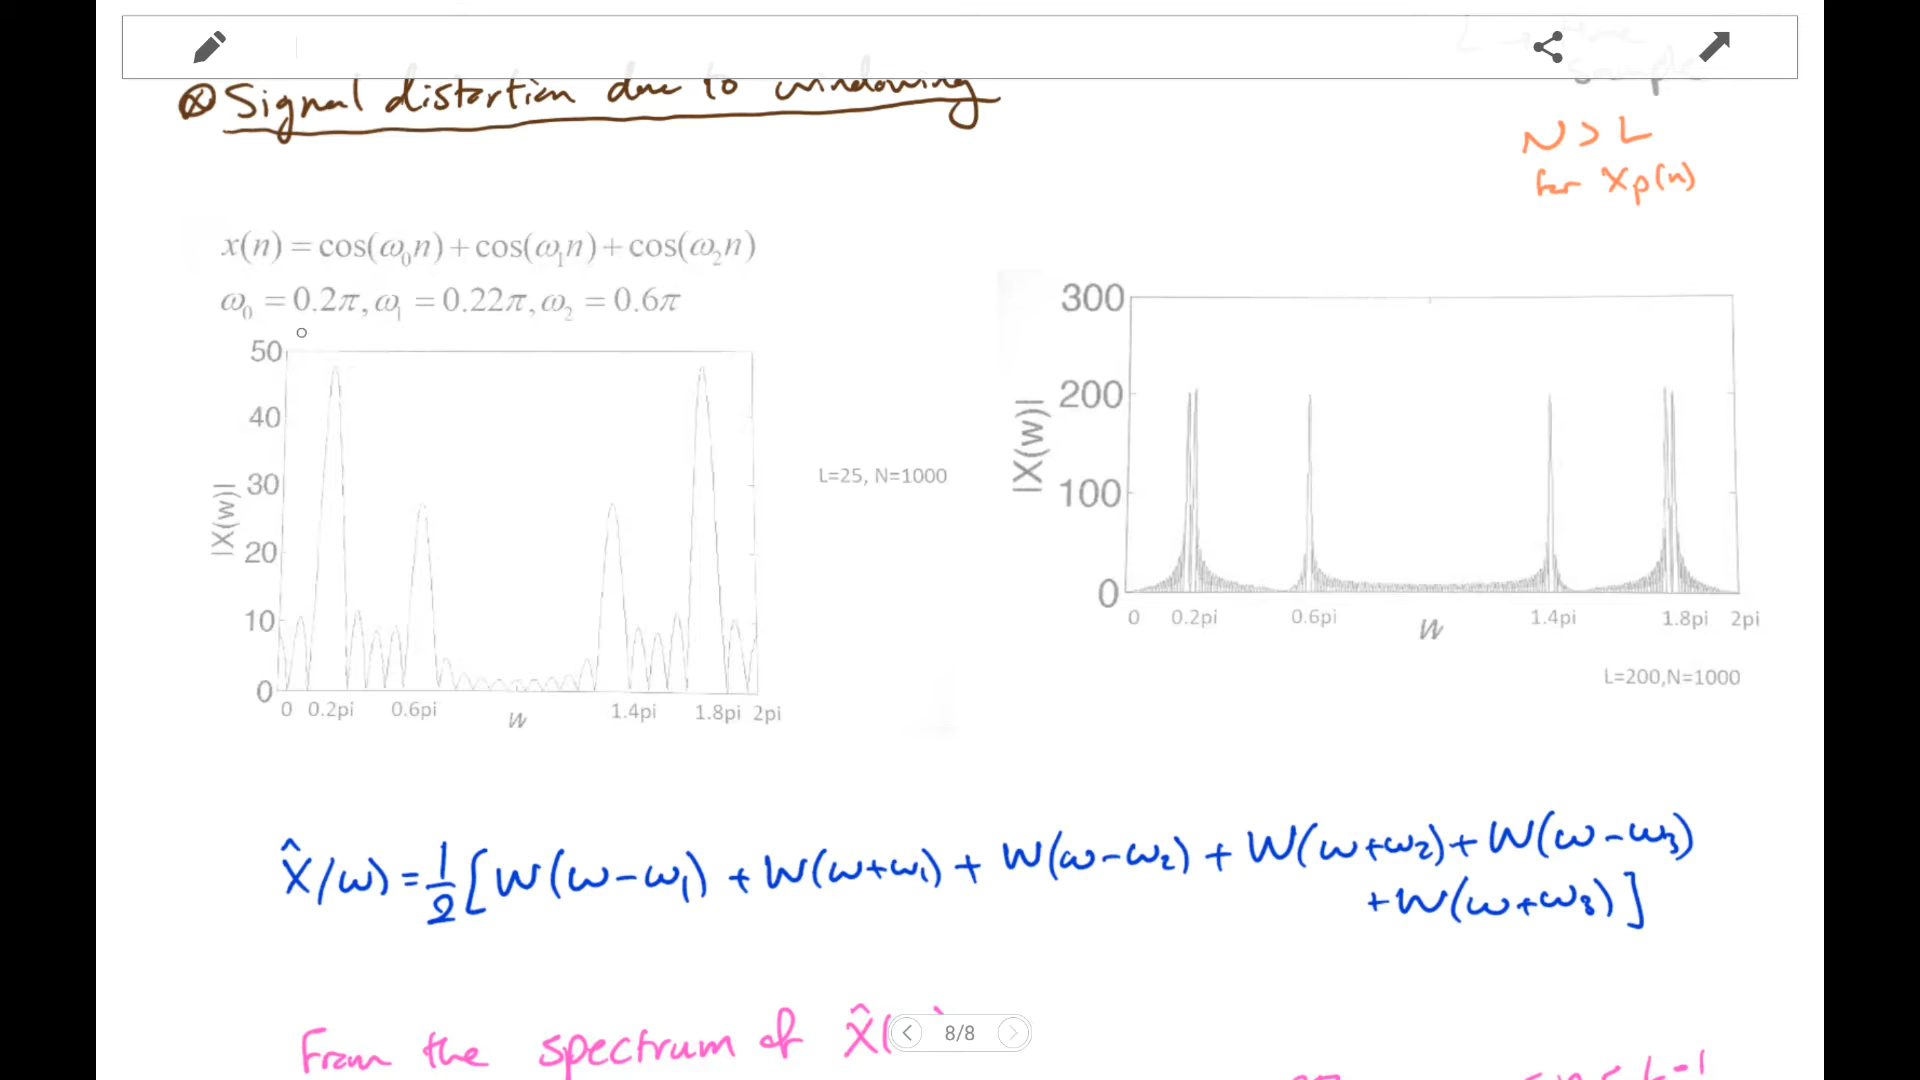 Signal distortion due to windowing
sample
N > L
for xp(n)
x(n) = cos(ω₀n) + cos(ω₁n) + cos(ω₂n)
ω₀ = 0.2π, ω₁ = 0.22π, ω₂ = 0.6π
50
40
30
20
10
0
|X(w)|
0 0.2pi 0.6pi 1.4pi 1.8pi 2pi
w
L=25, N=1000
300
200
100
0
|X(w)|
0 0.2pi 0.6pi 1.4pi 1.8pi 2pi
w
L=200,N=1000
X̂(ω) = 1/2 [W(ω-ω₁) + W(ω+ω₁) + W(ω-ω₂) + W(ω+ω₂) + W(ω-ω₃)
+ W(ω+ω₃)]
From the spectrum of X̂(
8/8